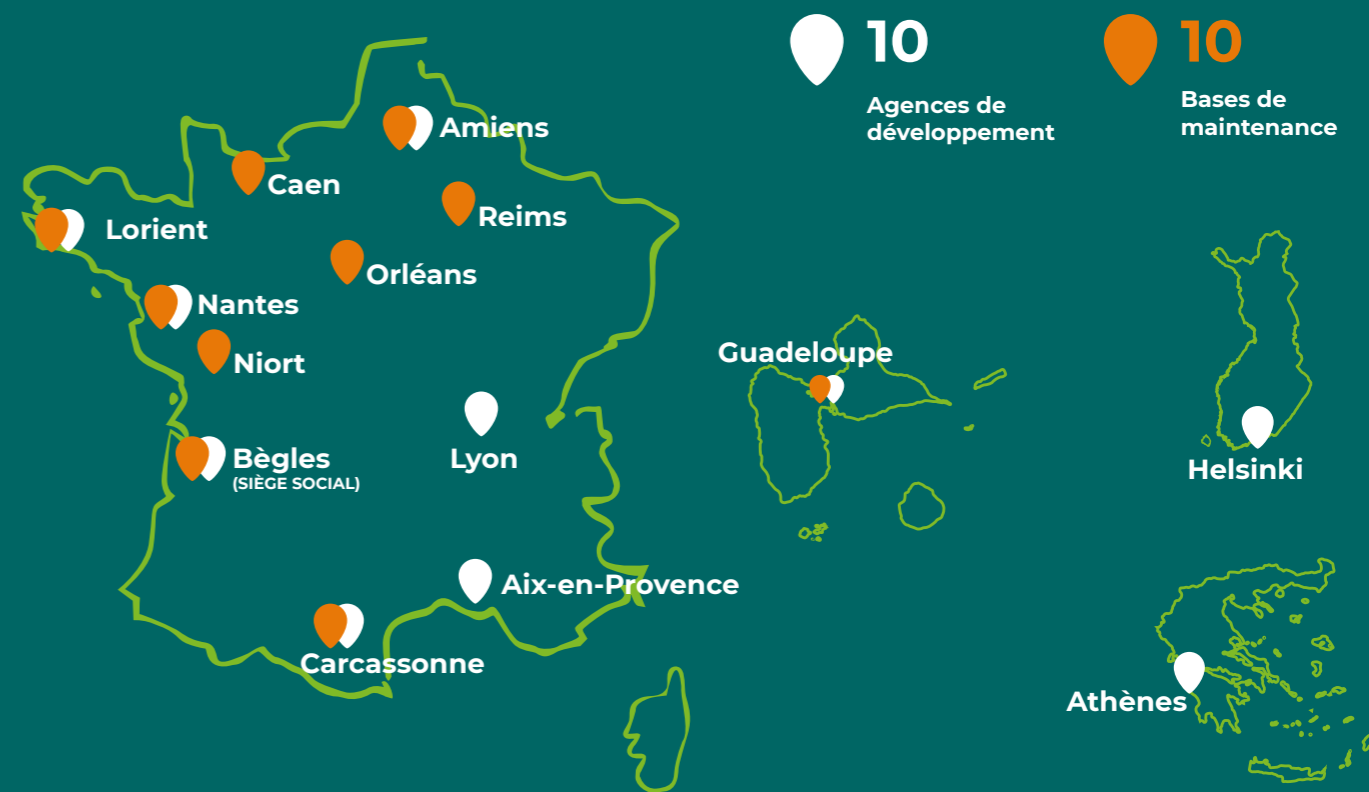 10
Agences de
développement
10
Bases de
maintenance
Amiens
Caen
Reims
Lorient
Orléans
Nantes
Niort
Guadeloupe
Bègles
(SIÈGE SOCIAL)
Lyon
Helsinki
Aix-en-Provence
Carcassonne
Athènes